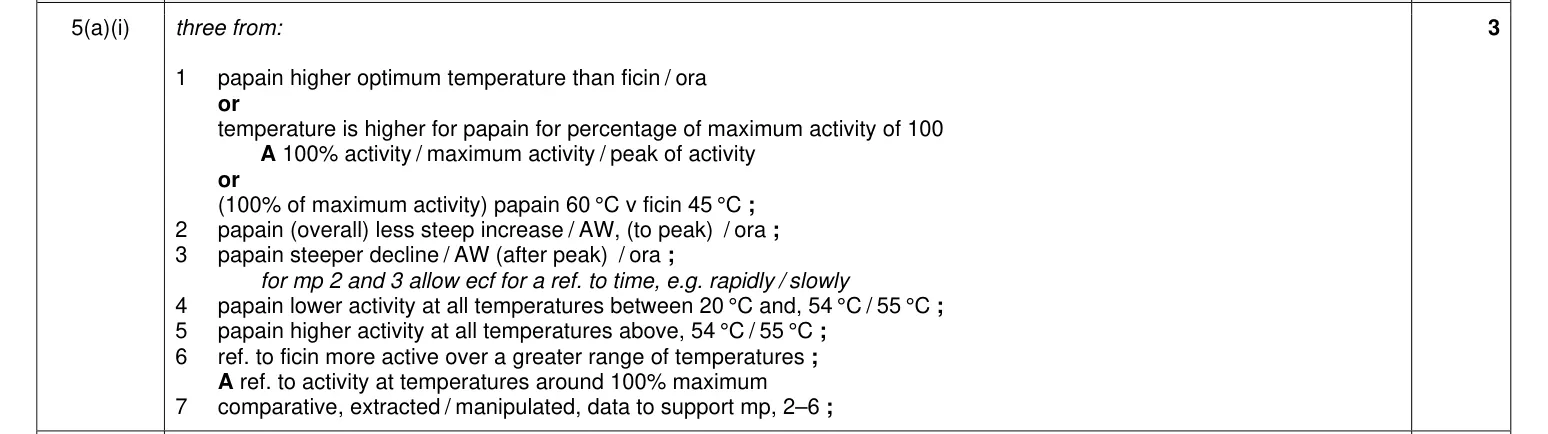 5(a)(i) three from: 3
1 papain higher optimum temperature than ficin / ora
or
temperature is higher for papain for percentage of maximum activity of 100
A 100% activity / maximum activity / peak of activity
or
(100% of maximum activity) papain 60 °C v ficin 45 °C ;
2 papain (overall) less steep increase / AW, (to peak) / ora ;
3 papain steeper decline / AW (after peak) / ora ;
for mp 2 and 3 allow ecf for a ref. to time, e.g. rapidly / slowly
4 papain lower activity at all temperatures between 20 °C and, 54 °C / 55 °C ;
5 papain higher activity at all temperatures above, 54 °C / 55 °C ;
6 ref. to ficin more active over a greater range of temperatures ;
A ref. to activity at temperatures around 100% maximum
7 comparative, extracted / manipulated, data to support mp, 2–6 ;